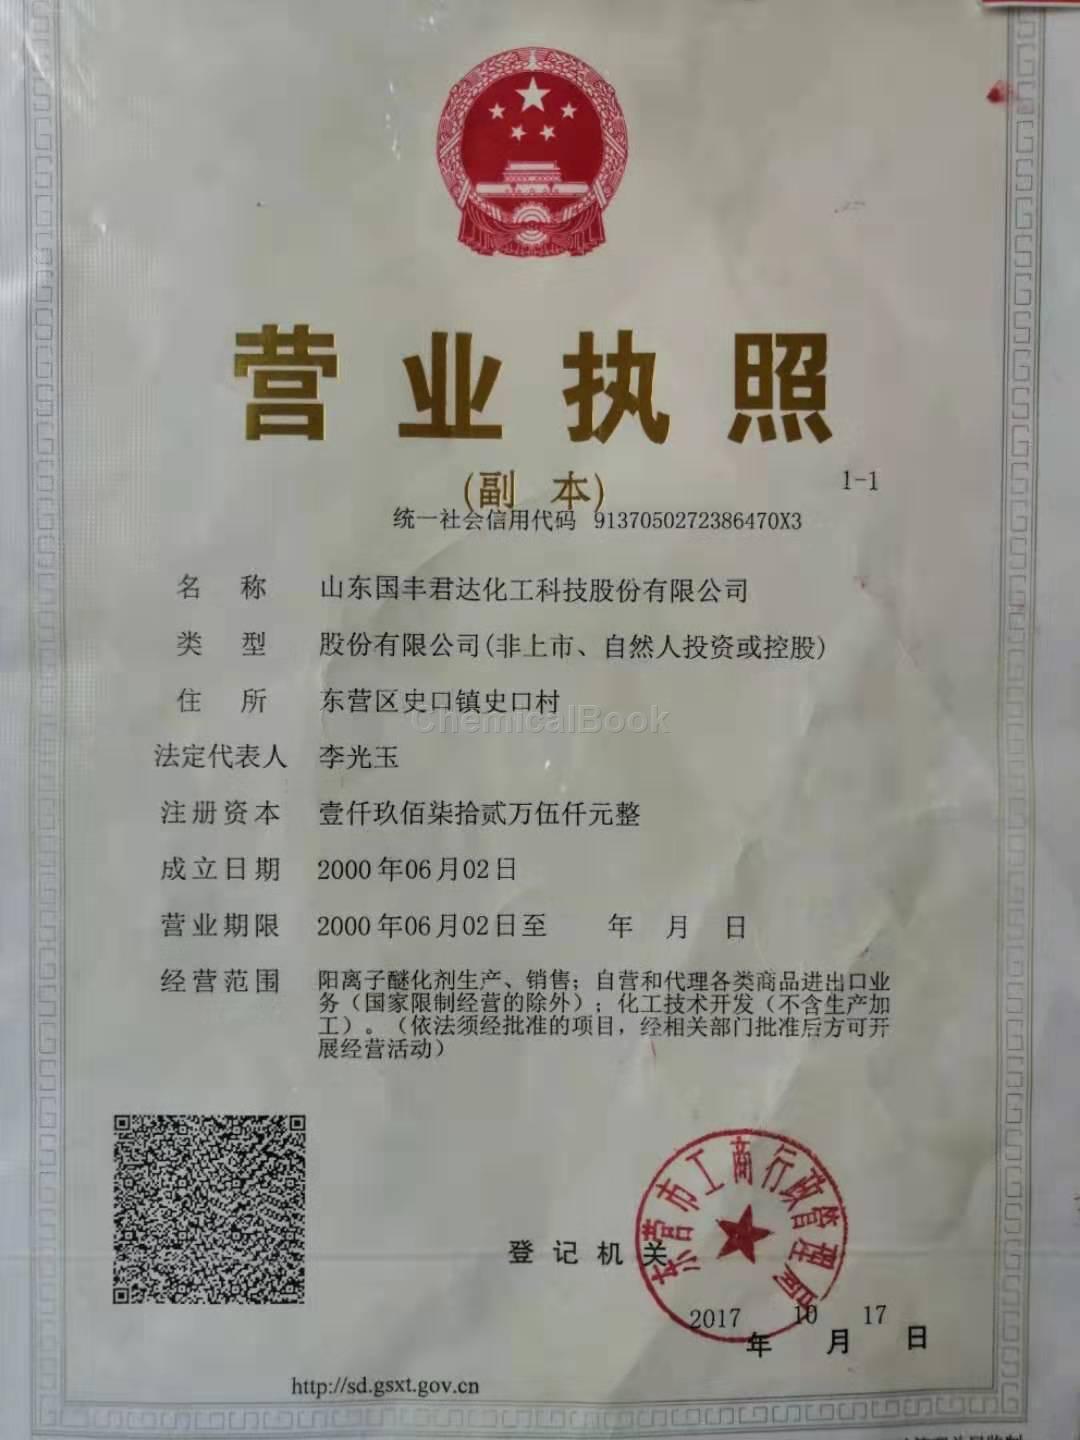 营业执照
(副 本)
1-1
统一社会信用代码 9137050272386470X3
名 称 山东国丰君达化工科技股份有限公司
类 型 股份有限公司(非上市、自然人投资或控股)
住 所 东营区史口镇史口村
ChemicalBook
法定代表人 李光玉
注册资本 壹仟玖佰柒拾贰万伍仟元整
成立日期 2000年06月02日
营业期限 2000年06月02日至 年 月 日
经营范围 阳离子醚化剂生产、销售；自营和代理各类商品进出口业
务（国家限制经营的除外）；化工技术开发（不含生产加
工）。（依法须经批准的项目，经相关部门批准后方可开
展经营活动）
东营市工商行政管理局
登记机关
2017年10月17日
http://sd.gsxt.gov.cn